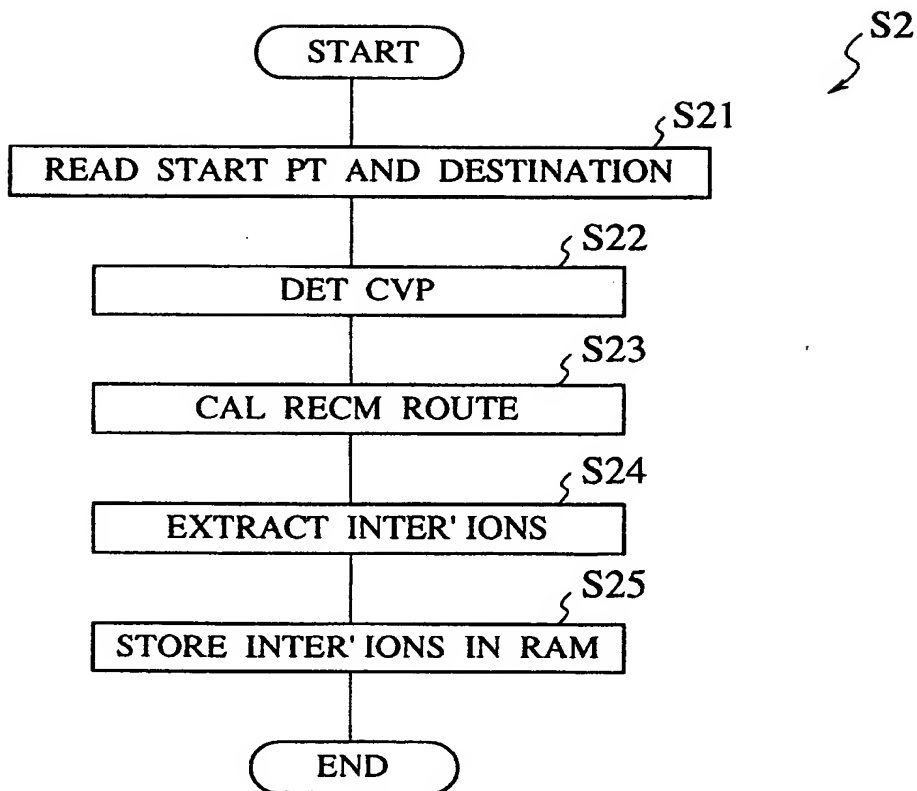 S2
START
S21
READ START PT AND DESTINATION
S22
DET CVP
S23
CAL RECM ROUTE
S24
EXTRACT INTER'IONS
S25
STORE INTER'IONS IN RAM
END